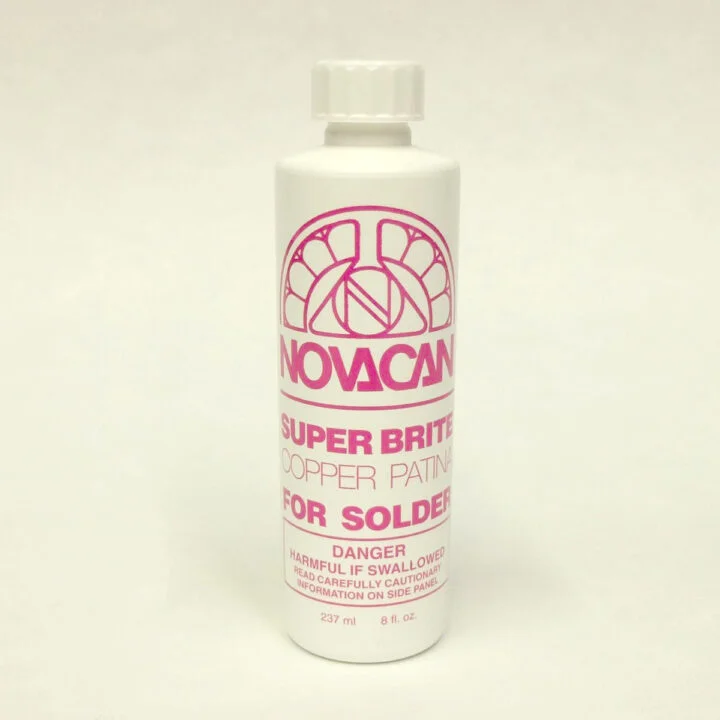 N
NOVACAN
SUPER BRITE
COPPER PATINA
FOR SOLDER
DANGER
HARMFUL IF SWALLOWED
READ CAREFULLY CAUTIONARY
INFORMATION ON SIDE PANEL
237 ml 8 fl. oz.